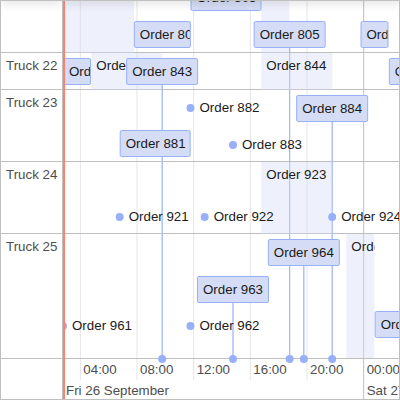 Order 80
Order 805
Ord
Truck 22
Ord
Orde
Order 843
Order 844
Truck 23
Order 882
Order 884
Order 881
Order 883
Truck 24
Order 923
Order 921
Order 922
Order 924
Truck 25
Order 964
Ord
Order 963
Order 961
Order 962
Ord
04:00 08:00 12:00 16:00 20:00 00:00
Fri 26 September Sat 27